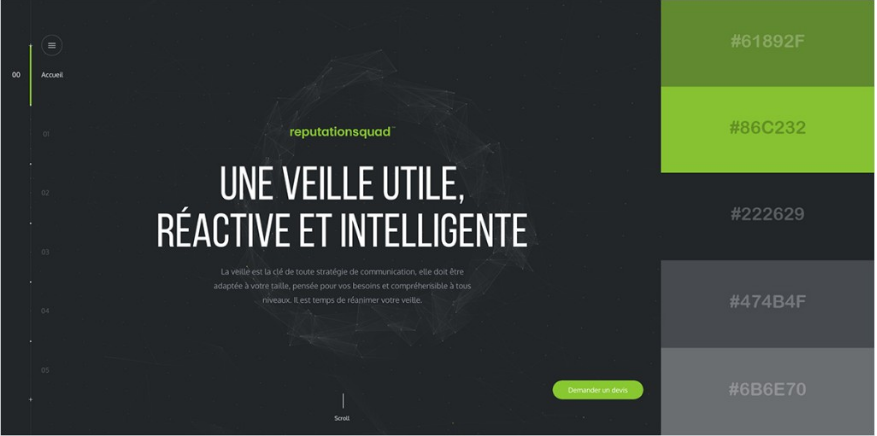 00
Accueil
01
02
03
04
05
reputationsquad™
UNE VEILLE UTILE,
RÉACTIVE ET INTELLIGENTE
La veille est la clé de toute stratégie de communication, elle doit être
adaptée à votre taille, pensée pour vos besoins et compréhensible à tous
niveaux. Il est temps de réanimer votre veille.
Demander un devis
Scroll
#61892F
#86C232
#222629
#474B4F
#6B6E70